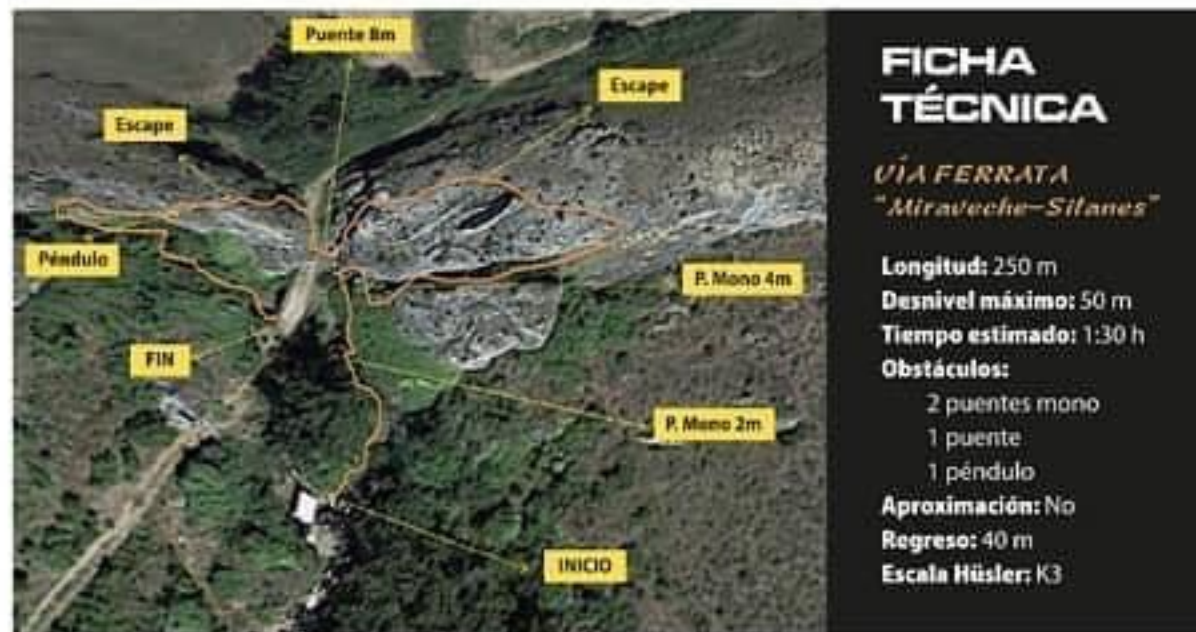 Puente 8m
Escape
Escape
Péndulo
P. Mono 4m
FIN
P. Mono 2m
INICIO
FICHA
TÉCNICA
VÍA FERRATA
"Miraveche-Silanes"
Longitud: 250 m
Desnivel máximo: 50 m
Tiempo estimado: 1:30 h
Obstáculos:
2 puentes mono
1 puente
1 péndulo
Aproximación: No
Regreso: 40 m
Escala Hüsler: K3